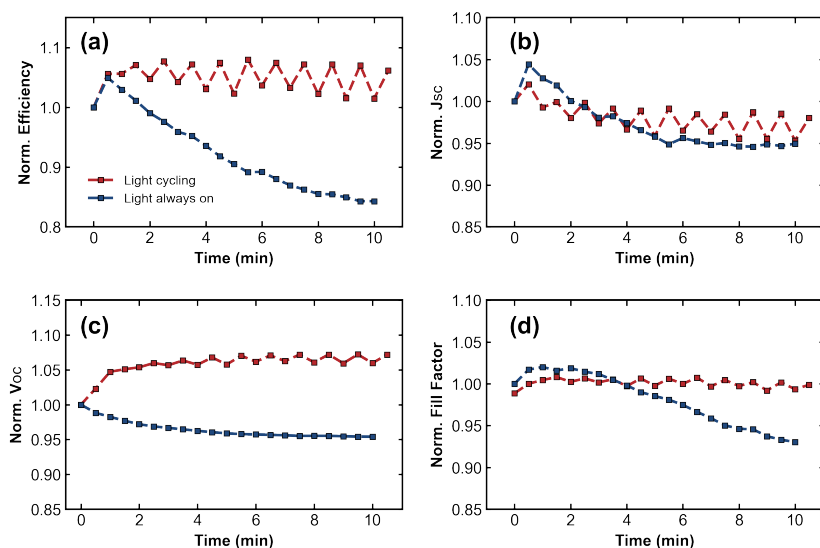 (a)
Norm. Efficiency
1.1
1.0
0.9
0.8
Light cycling
Light always on
0 2 4 6 8 10
Time (min)
(b)
Norm. JSC
1.10
1.05
1.00
0.95
0.90
0.85
0 2 4 6 8 10
Time (min)
(c)
Norm. VOC
1.15
1.10
1.05
1.00
0.95
0.90
0.85
0 2 4 6 8 10
Time (min)
(d)
Norm. Fill Factor
1.10
1.05
1.00
0.95
0.90
0.85
0 2 4 6 8 10
Time (min)